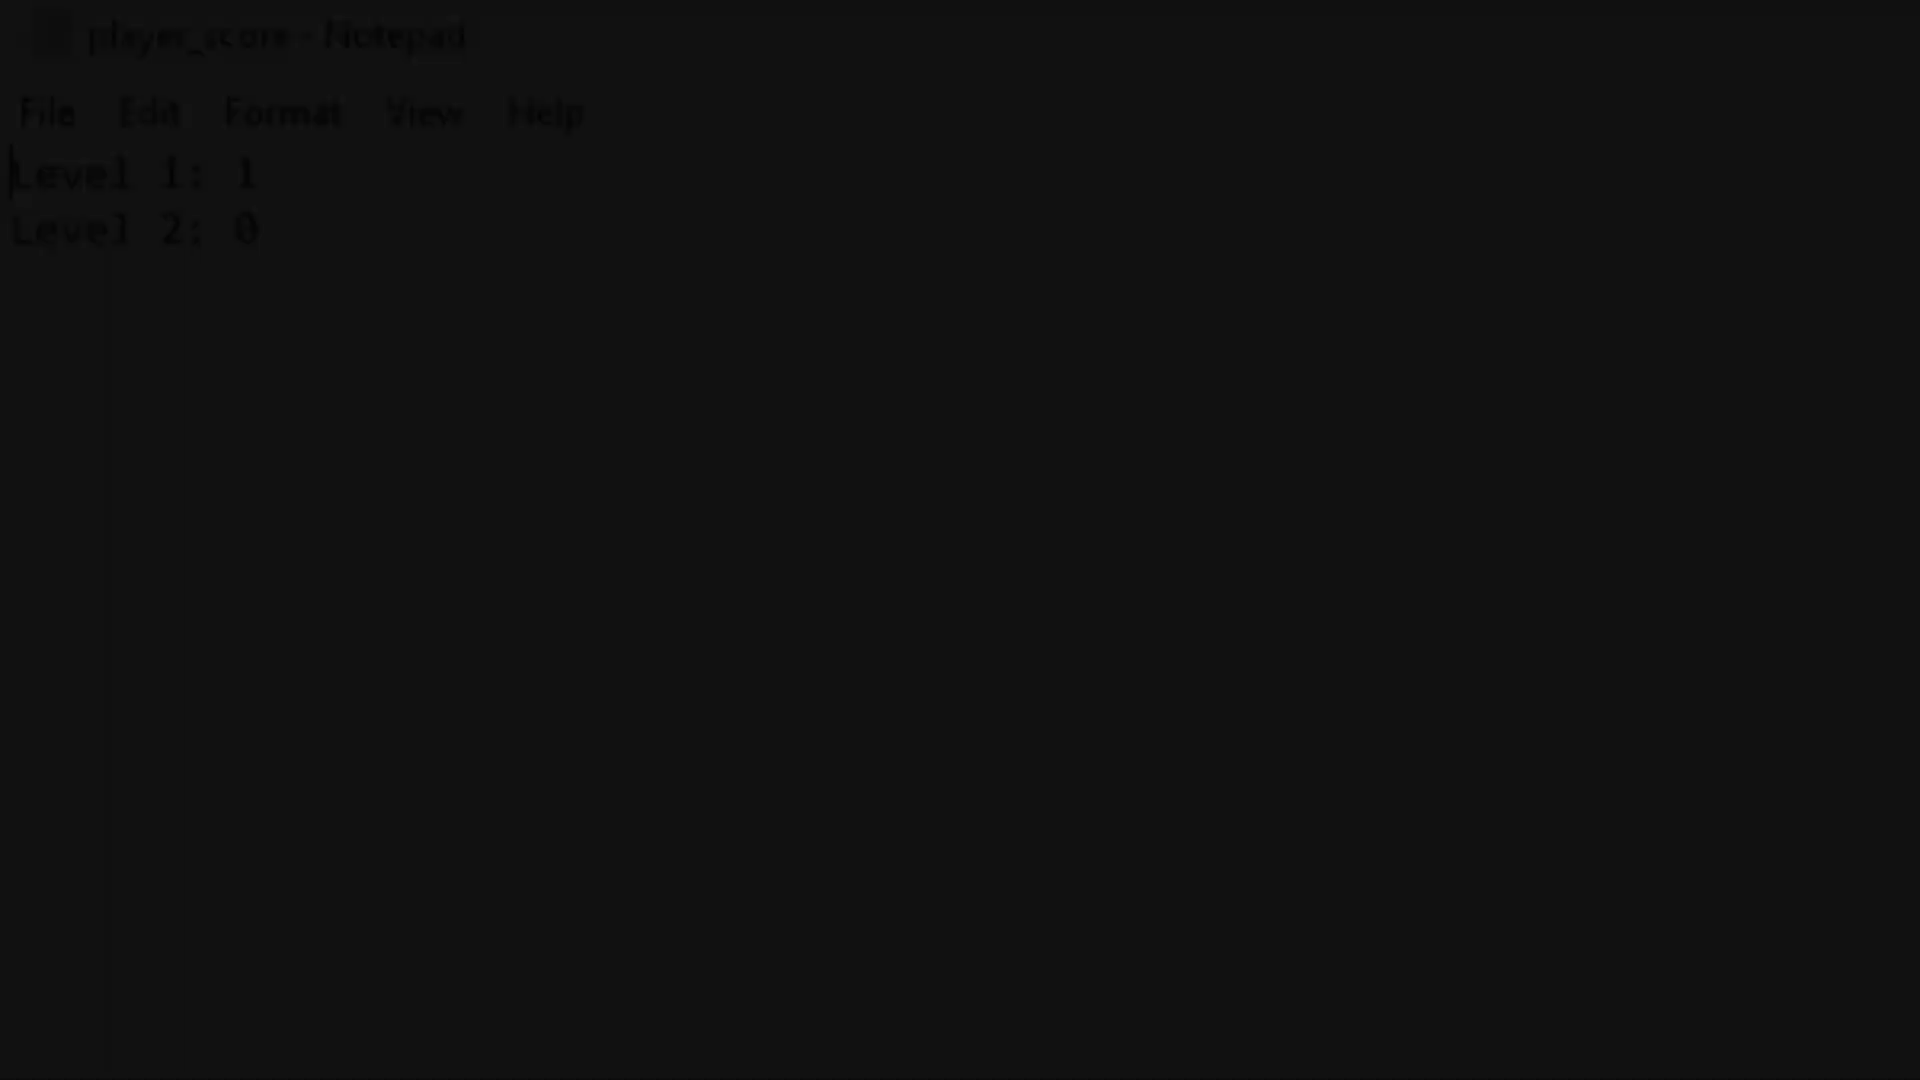 player_score - Notepad
File Edit Format View Help
Level 1: 1
Level 2: 0